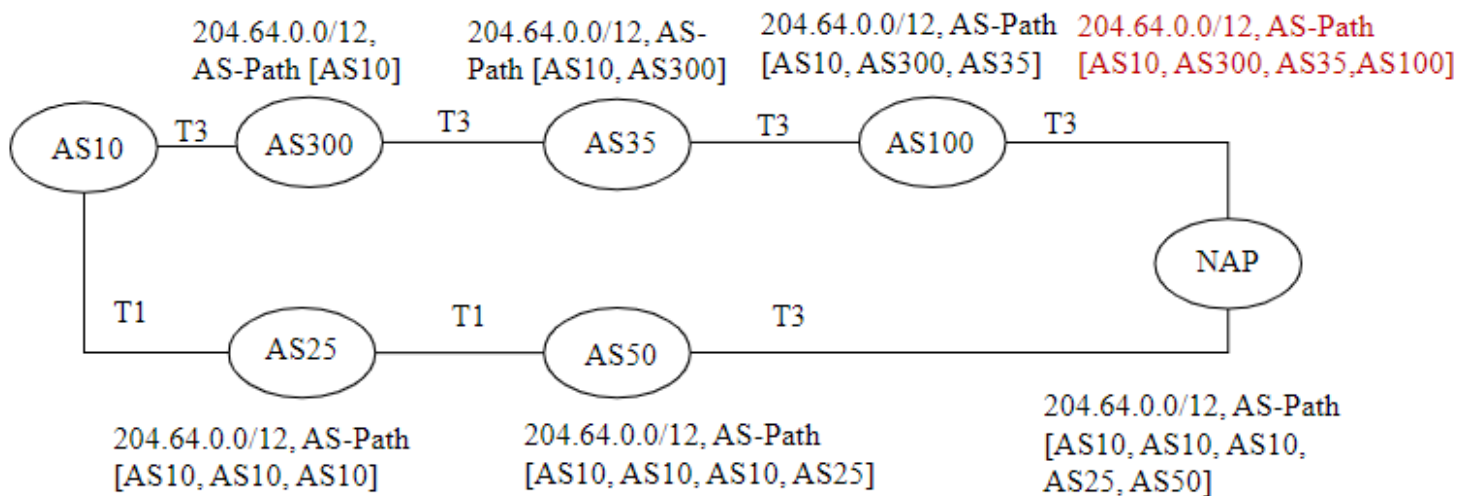 204.64.0.0/12,
AS-Path [AS10]
204.64.0.0/12, AS-
Path [AS10, AS300]
204.64.0.0/12, AS-Path
[AS10, AS300, AS35]
204.64.0.0/12, AS-Path
[AS10, AS300, AS35,AS100]
AS10
T3
AS300
T3
AS35
T3
AS100
T3
NAP
T1
AS25
T1
AS50
T3
204.64.0.0/12, AS-Path
[AS10, AS10, AS10]
204.64.0.0/12, AS-Path
[AS10, AS10, AS10, AS25]
204.64.0.0/12, AS-Path
[AS10, AS10, AS10,
AS25, AS50]